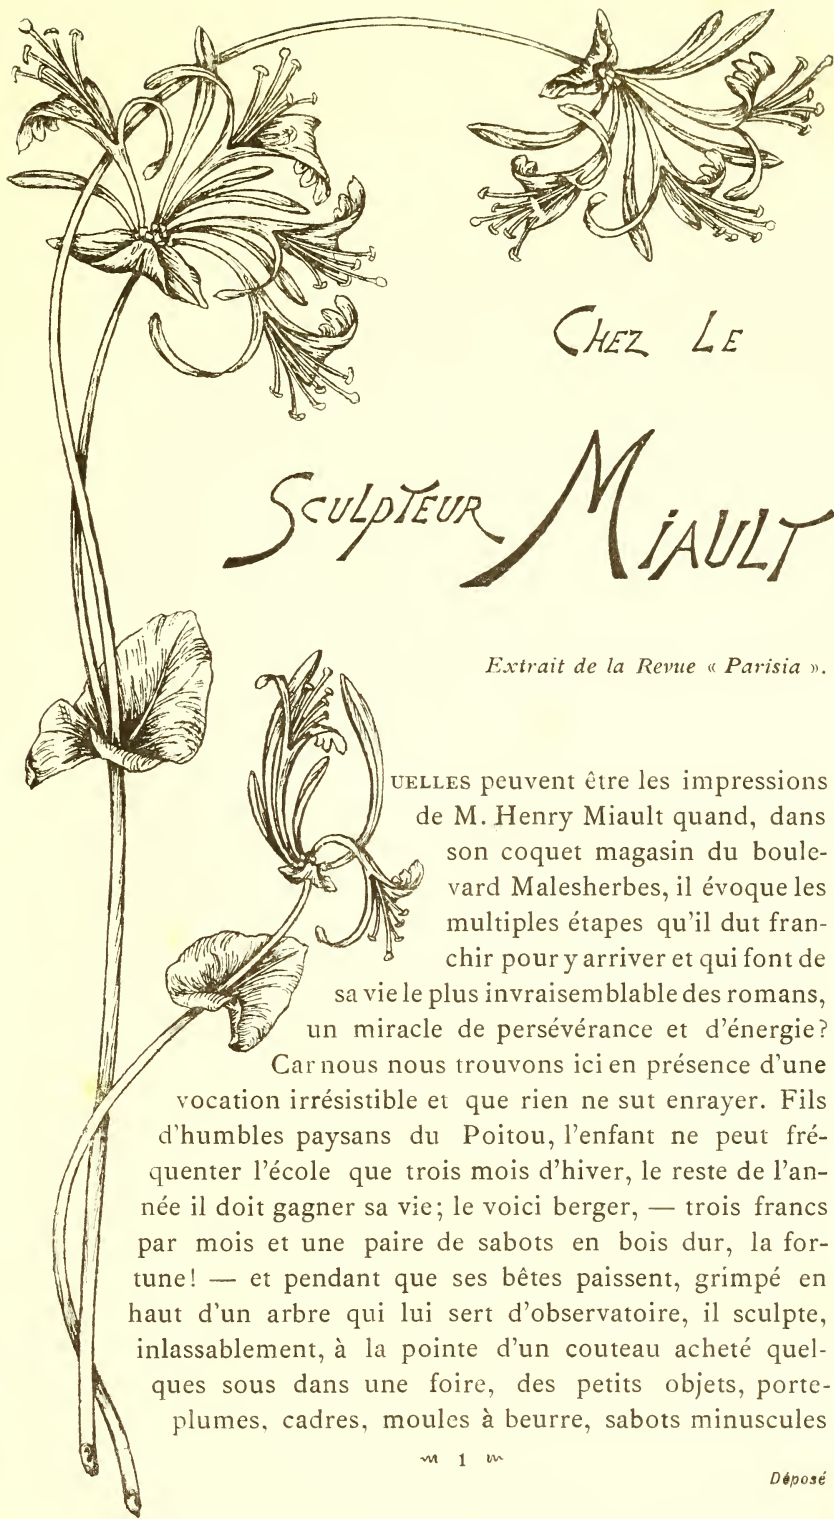 CHEZ LE
SCULPTEUR MIAULT
Extrait de la Revue « Parisia ».
UELLES peuvent être les impressions
de M. Henry Miault quand, dans
son coquet magasin du boule-
vard Malesherbes, il évoque les
multiples étapes qu'il dut fran-
chir pour y arriver et qui font de
sa vie le plus invraisemblable des romans,
un miracle de persévérance et d'énergie?
Car nous nous trouvons ici en présence d'une
vocation irrésistible et que rien ne sut enrayer. Fils
d'humbles paysans du Poitou, l'enfant ne peut fré-
quenter l'école que trois mois d'hiver, le reste de l'an-
née il doit gagner sa vie; le voici berger, — trois francs
par mois et une paire de sabots en bois dur, la for-
tune! — et pendant que ses bêtes paissent, grimpé en
haut d'un arbre qui lui sert d'observatoire, il sculpte,
inlassablement, à la pointe d'un couteau acheté quel-
ques sous dans une foire, des petits objets, porte-
plumes, cadres, moules à beurre, sabots minuscules
1
Déposé